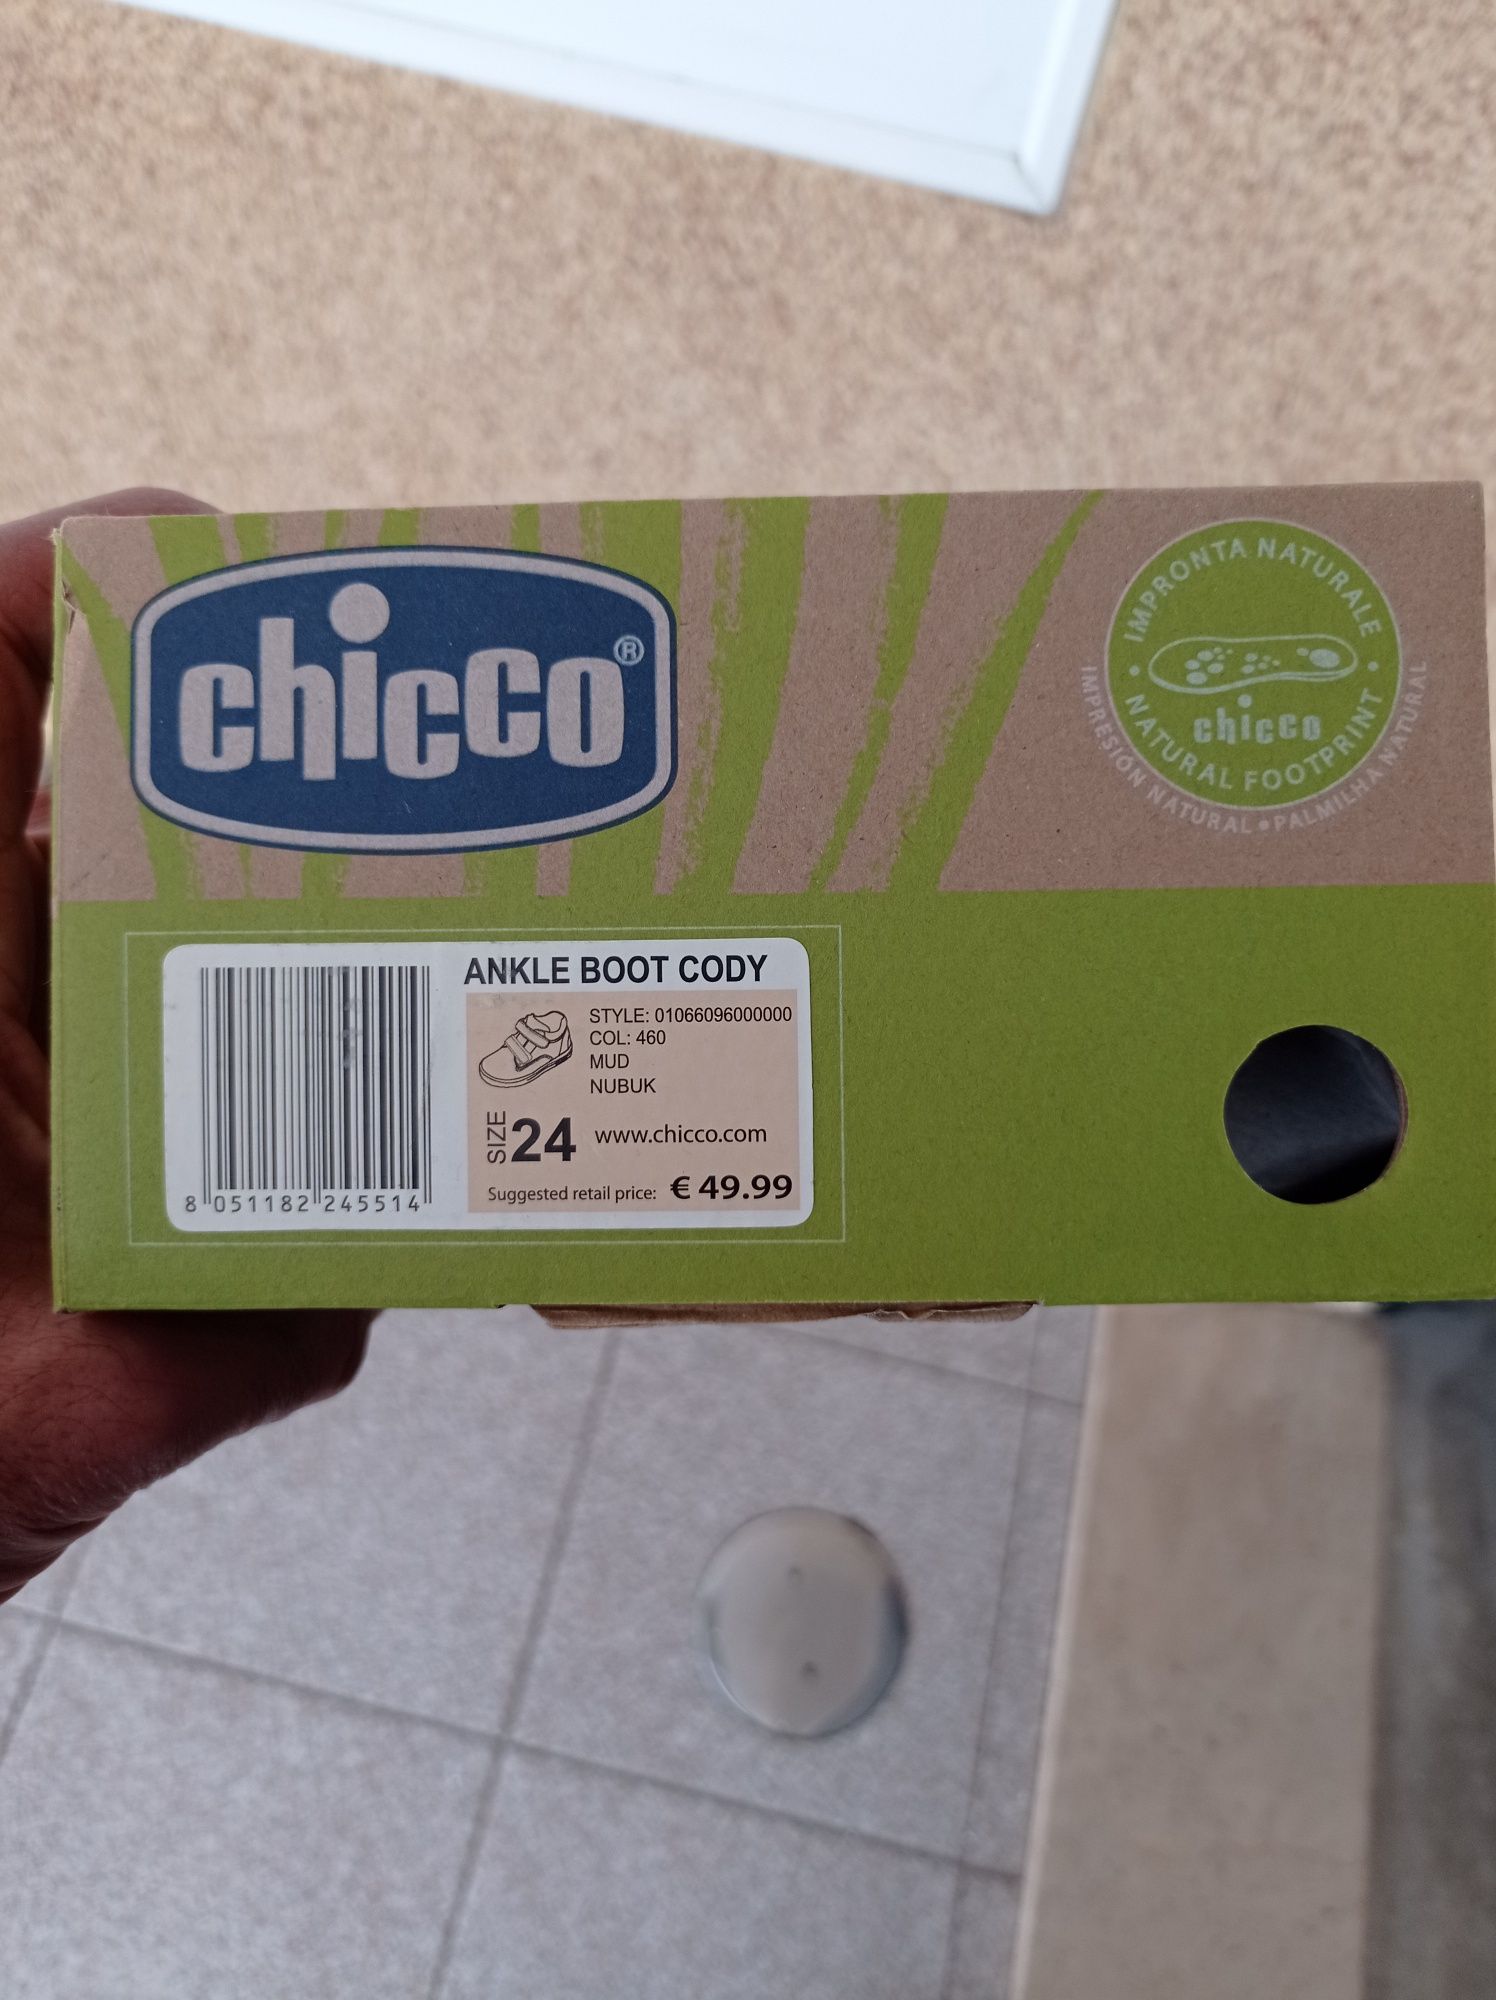 chicco®
IMPRONTA NATURALE
chicco
• NATURAL FOOTPRINT •
IMPRESIÓN NATURAL • PALMILHA NATURAL
ANKLE BOOT CODY
STYLE: 01066096000000
COL: 460
MUD
NUBUK
SIZE 24
www.chicco.com
Suggested retail price: € 49.99
8 051182 245514